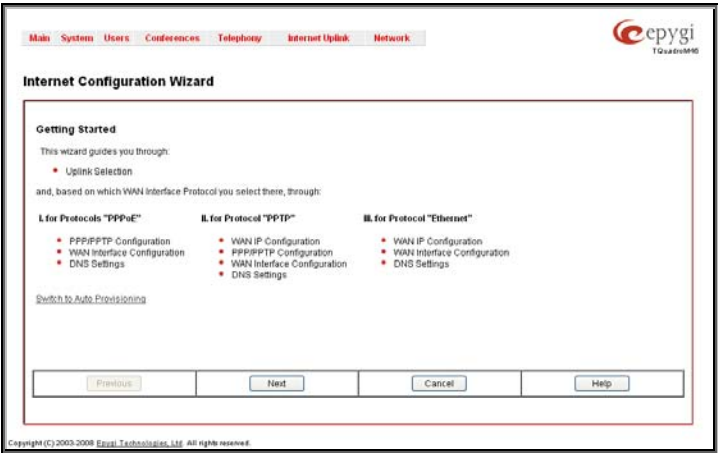 Main System Users Conferences Telephony Internet Uplink Network
epygi
Internet Configuration Wizard
Getting Started
This wizard guides you through:
Uplink Selection
and, based on which WAN Interface Protocol you select there, through:
I. for Protocols "PPPoE"
PPP/PPTP Configuration
WAN Interface Configuration
DNS Settings
II. for Protocol "PPTP"
WAN IP Configuration
PPP/PPTP Configuration
WAN Interface Configuration
DNS Settings
III. for Protocol "Ethernet"
WAN IP Configuration
WAN Interface Configuration
DNS Settings
Switch to Auto Provisioning
Previous Next Cancel Help
Copyright (C) 2003-2008 Epygi Technologies, Ltd. All rights reserved.